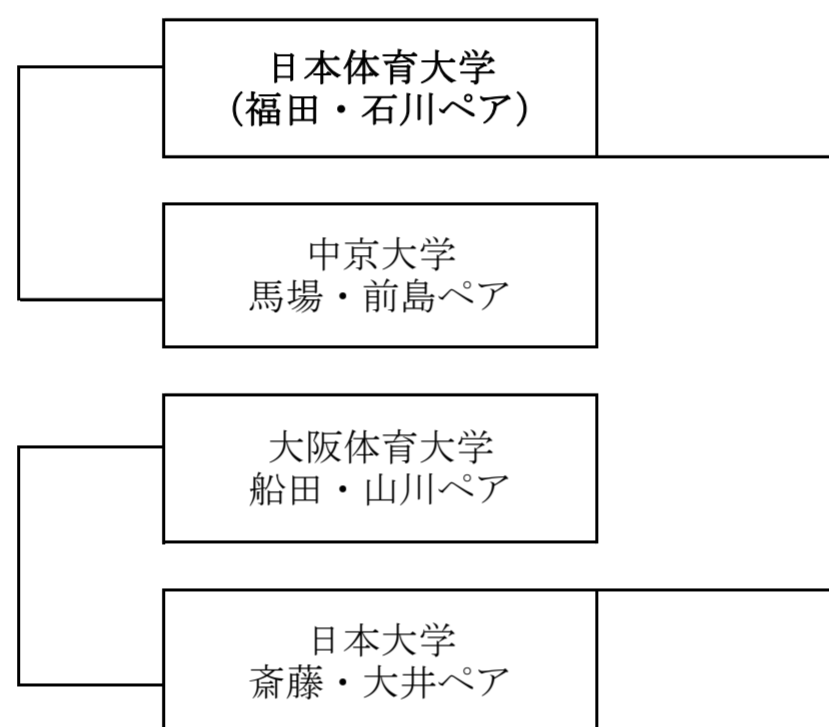 日本体育大学
(福田・石川ペア)
中京大学
馬場・前島ペア
大阪体育大学
船田・山川ペア
日本大学
斎藤・大井ペア